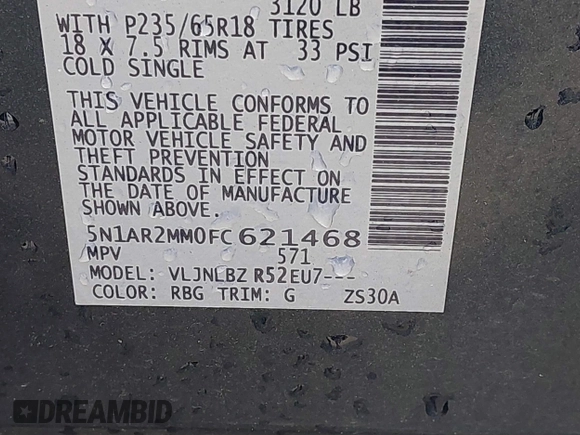 3120 LB
WITH P235/65R18 TIRES
18 X 7.5 RIMS AT 33 PSI
COLD SINGLE
THIS VEHICLE CONFORMS TO
ALL APPLICABLE FEDERAL
MOTOR VEHICLE SAFETY AND
THEFT PREVENTION
STANDARDS IN EFFECT ON
THE DATE OF MANUFACTURE
SHOWN ABOVE.
5N1AR2MM0FC621468
MPV 571
MODEL: VLJNLBZ R52EU7---
COLOR: RBG TRIM: G ZS30A
DREAMBID